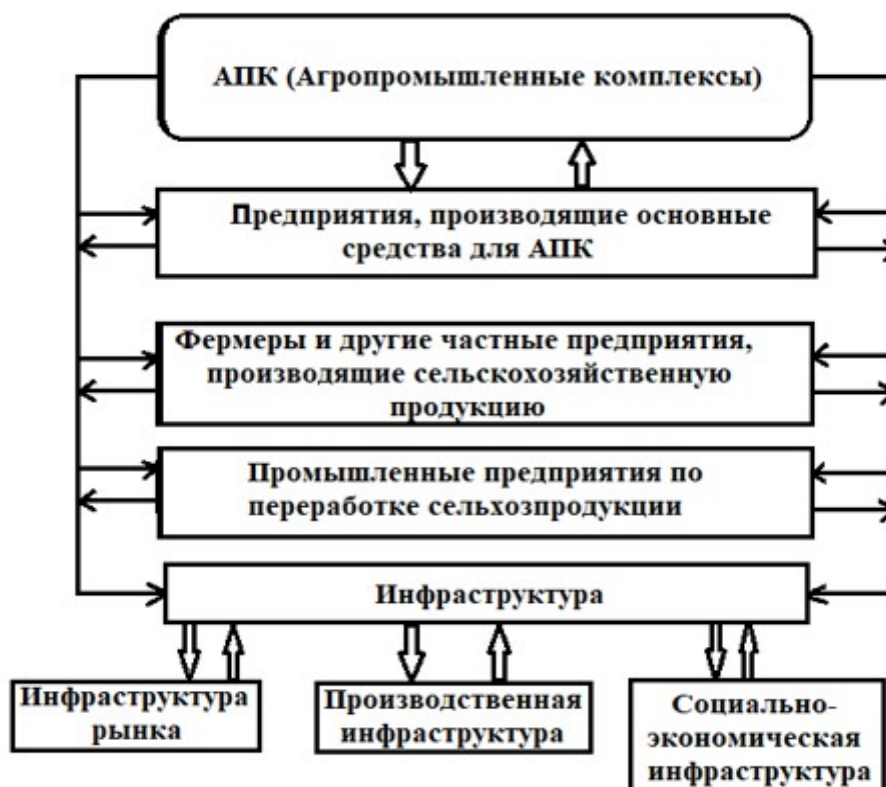 АПК (Агропромышленные комплексы)
Предприятия, производящие основные
средства для АПК
Фермеры и другие частные предприятия,
производящие сельскохозяйственную
продукцию
Промышленные предприятия по
переработке сельхозпродукции
Инфраструктура
Инфраструктура
рынка
Производственная
инфраструктура
Социально-
экономическая
инфраструктура